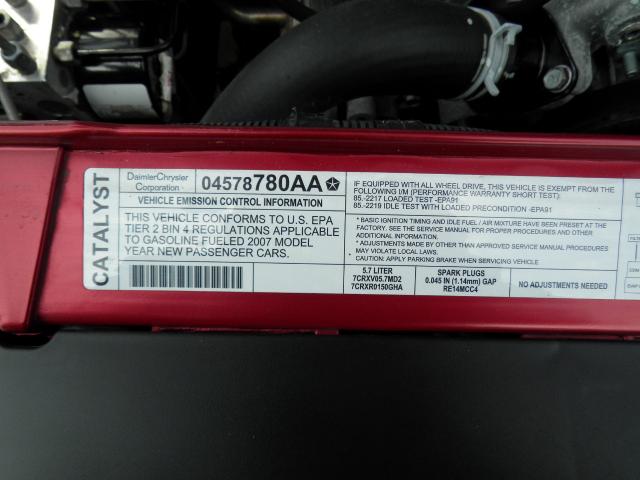 CATALYST
DaimlerChrysler
Corporation
04578780AA
VEHICLE EMISSION CONTROL INFORMATION
THIS VEHICLE CONFORMS TO U.S. EPA
TIER 2 BIN 4 REGULATIONS APPLICABLE
TO GASOLINE FUELED 2007 MODEL
YEAR NEW PASSENGER CARS.
IF EQUIPPED WITH ALL WHEEL DRIVE, THIS VEHICLE IS EXEMPT FROM THE
FOLLOWING I/M (PERFORMANCE WARRANTY SHORT TEST):
85.-2217 LOADED TEST -EPA91
85.-2219 IDLE TEST WITH LOADED PRECONDITION -EPA91
* BASIC IGNITION TIMING AND IDLE FUEL / AIR MIXTURE HAVE BEEN PRESET AT THE
FACTORY. SEE THE SERVICE MANUAL FOR PROPER PROCEDURES AND OTHER
ADDITIONAL INFORMATION.
* ADJUSTMENTS MADE BY OTHER THAN APPROVED SERVICE MANUAL PROCEDURES MAY
VIOLATE LOCAL LAWS.
* CAUTION: APPLY PARKING BRAKE WHEN SERVICING VEHICLE
5.7 LITER
7CRXV05.7MD2
7CRXR0150GHA
SPARK PLUGS
0.045 IN (1.14mm) GAP
RE14MCC4
NO ADJUSTMENTS NEEDED